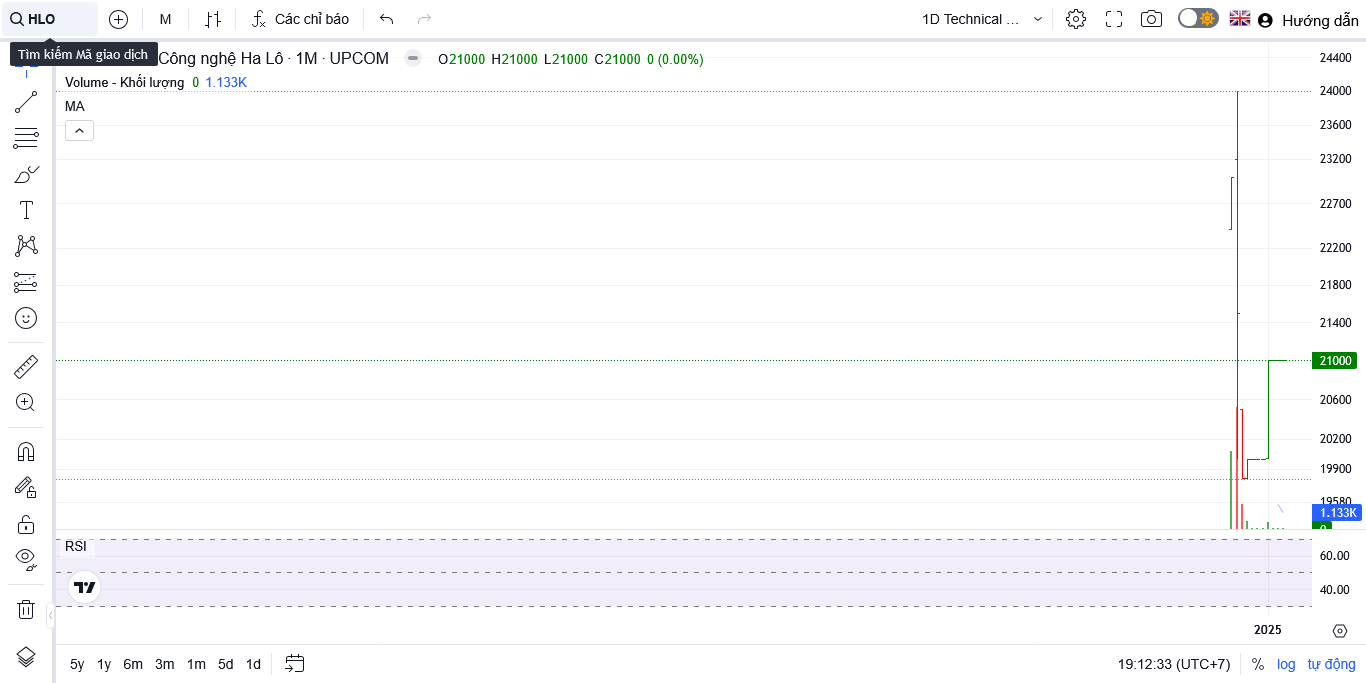 HLO
M
Các chỉ báo
1D Technical ...
Hướng dẫn
Tìm kiếm Mã giao dịch
Công nghệ Ha Lô · 1M · UPCOM
O21000 H21000 L21000 C21000 0 (0.00%)
Volume - Khối lượng 0 1.133K
MA
24400
24000
23600
23200
22700
22200
21800
21400
21000
20600
20200
19900
19580
1.133K
0
RSI
60.00
40.00
2025
5y 1y 6m 3m 1m 5d 1d
19:12:33 (UTC+7)
% log tự động